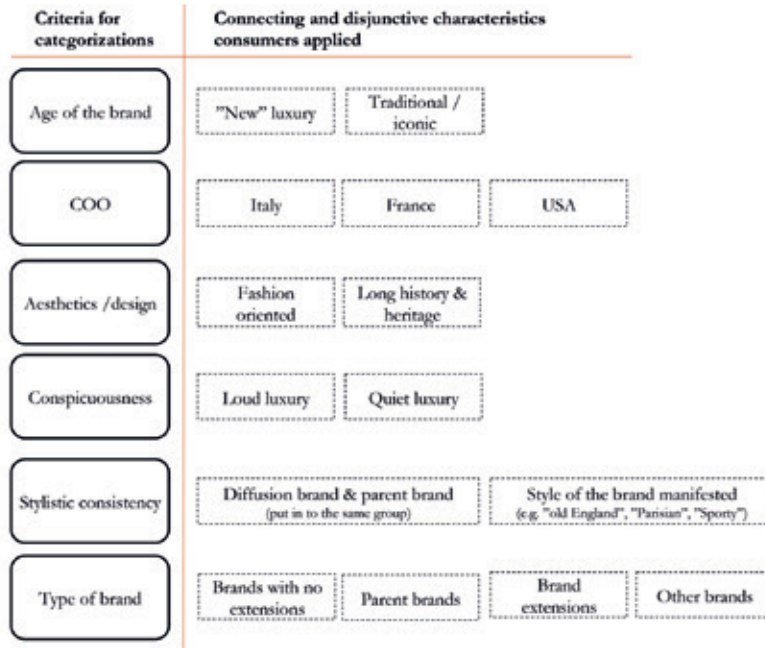 Criteria for categorizations
Connecting and disjunctive characteristics consumers applied
Age of the brand
"New" luxury
Traditional / iconic
COO
Italy
France
USA
Aesthetics /design
Fashion oriented
Long history & heritage
Conspicuousness
Loud luxury
Quiet luxury
Stylistic consistency
Diffusion brand & parent brand
(put in to the same group)
Style of the brand manifested
(e.g. "old England", "Parisian", "Sporty")
Type of brand
Brands with no extensions
Parent brands
Brand extensions
Other brands